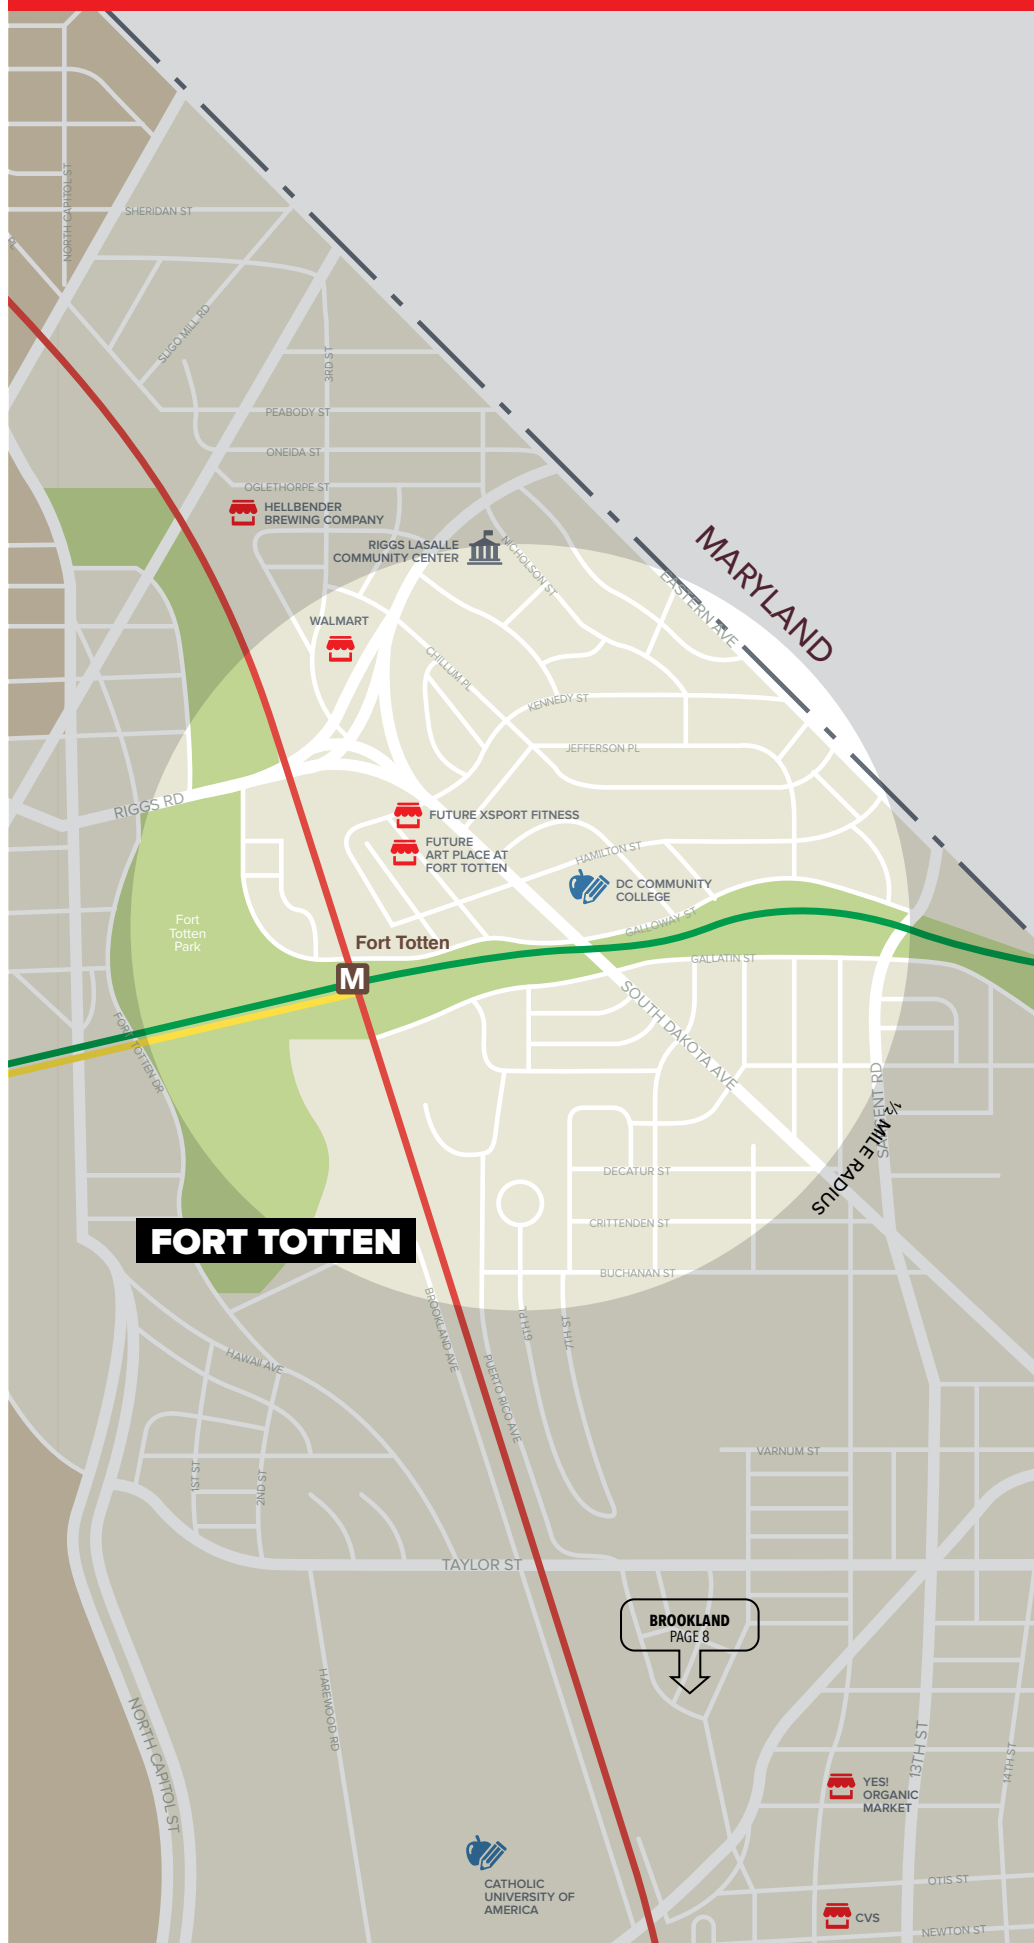 NORTH CAPITOL ST
SHERIDAN ST
SLIGO MILL RD
3RD ST
PEABODY ST
ONEIDA ST
OGLETHORPE ST
HELLBENDER
BREWING COMPANY
RIGGS LASALLE
COMMUNITY CENTER
NICHOLSON ST
MARYLAND
EASTERN AVE
WALMART
CHILLUM PL
KENNEDY ST
JEFFERSON PL
RIGGS RD
FUTURE XSPORT FITNESS
FUTURE
ART PLACE AT
FORT TOTTEN
HAMILTON ST
DC COMMUNITY
COLLEGE
GALLOWAY ST
Fort
Totten
Park
Fort Totten
M
GALLATIN ST
SOUTH DAKOTA AVE
FORT TOTTEN DR
SARGENT RD
½ MILE RADIUS
DECATUR ST
CRITTENDEN ST
FORT TOTTEN
BUCHANAN ST
BROOKLAND AVE
6TH PL
7TH ST
PUERTO RICO AVE
HAWAII AVE
VARNUM ST
1ST ST
2ND ST
TAYLOR ST
BROOKLAND
PAGE 8
HAREWOOD RD
NORTH CAPITOL ST
13TH ST
14TH ST
YES!
ORGANIC
MARKET
CATHOLIC
UNIVERSITY OF
AMERICA
OTIS ST
CVS
NEWTON ST